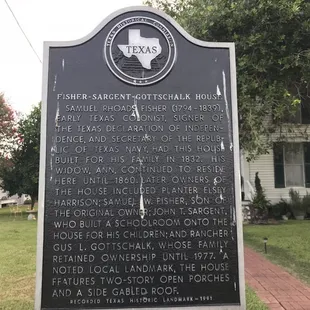 TEXAS
FISHER-SARGENT-GOTTSCHALK HOUSE
SAMUEL RHOADS FISHER (1794-1839),
EARLY TEXAS COLONIST, SIGNER OF
THE TEXAS DECLARATION OF INDEPEN-
DENCE, AND SECRETARY OF THE REPUB-
LIC OF TEXAS NAVY, HAD THIS HOUSE
BUILT FOR HIS FAMILY IN 1832. HIS
WIDOW, ANN, CONTINUED TO RESIDE
HERE UNTIL 1860. LATER OWNERS OF
THE HOUSE INCLUDED PLANTER ELSEY
HARRISON; SAMUEL W. FISHER, SON OF
THE ORIGINAL OWNER; JOHN T. SARGENT,
WHO BUILT A SCHOOLROOM ONTO THE
HOUSE FOR HIS CHILDREN; AND RANCHER
GUS L. GOTTSCHALK, WHOSE FAMILY
RETAINED OWNERSHIP UNTIL 1977. A
NOTED LOCAL LANDMARK, THE HOUSE
FEATURES TWO-STORY OPEN PORCHES
AND A SIDE GABLED ROOF.
RECORDED TEXAS HISTORIC LANDMARK-1991